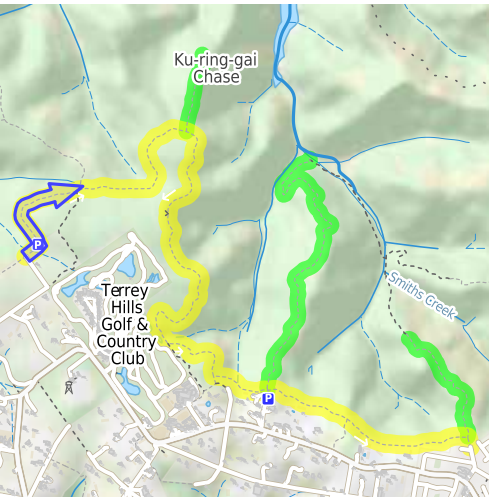 Ku-ring-gai
Chase
P
Terrey
Hills
Golf &
Country
Club
Smiths Creek
P